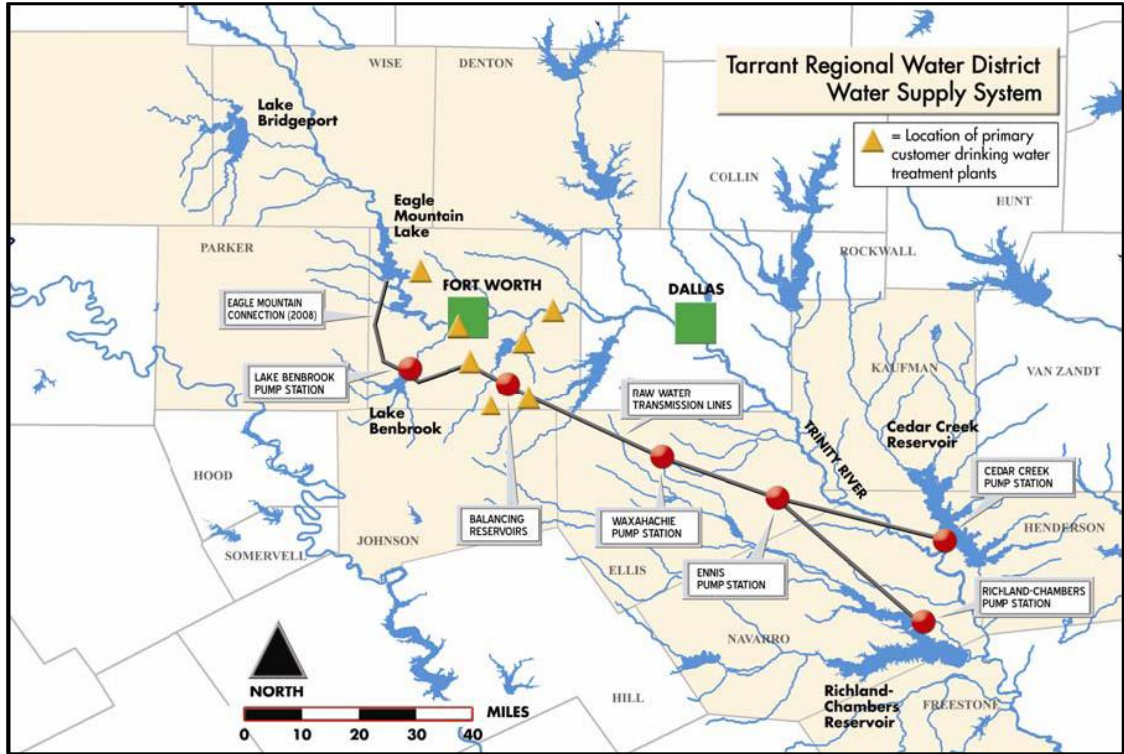 Tarrant Regional Water District
Water Supply System
= Location of primary
customer drinking water
treatment plants
WISE
DENTON
Lake
Bridgeport
COLLIN
HUNT
Eagle
Mountain
Lake
PARKER
ROCKWALL
FORT WORTH
DALLAS
EAGLE MOUNTAIN
CONNECTION (2008)
LAKE BENBROOK
PUMP STATION
RAW WATER
TRANSMISSION LINES
KAUFMAN
VAN ZANDT
Lake
Benbrook
TRINITY RIVER
Cedar Creek
Reservoir
HOOD
CEDAR CREEK
PUMP STATION
BALANCING
RESERVOIRS
WAXAHACHIE
PUMP STATION
HENDERSON
JOHNSON
SOMERVELL
ELLIS
ENNIS
PUMP STATION
RICHLAND-CHAMBERS
PUMP STATION
NAVARRO
NORTH
HILL
Richland-
Chambers
Reservoir
FREESTONE
MILES
0 10 20 30 40